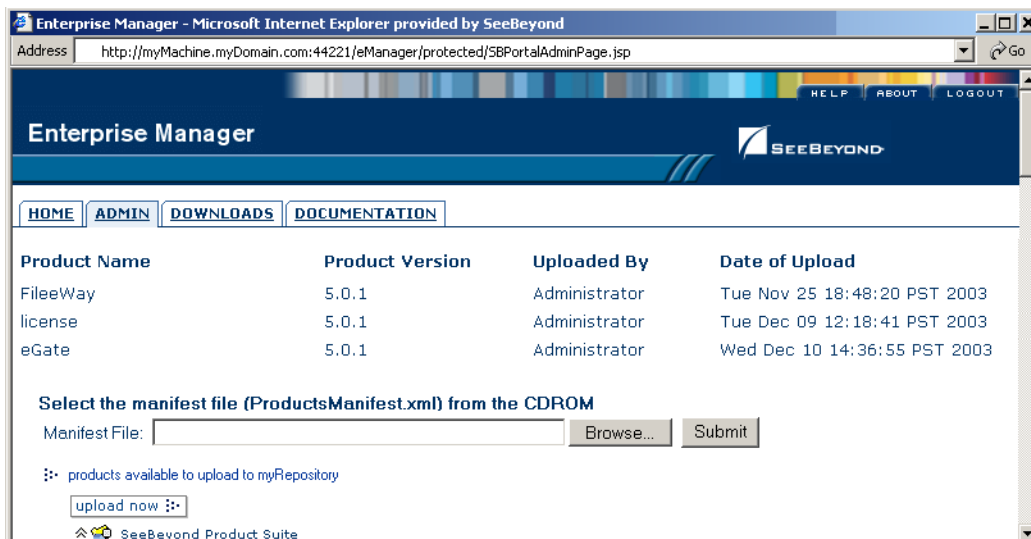 Enterprise Manager - Microsoft Internet Explorer provided by SeeBeyond
Address http://myMachine.myDomain.com:44221/eManager/protected/SBPortalAdminPage.jsp Go
HELP ABOUT LOGOUT
Enterprise Manager
SEEBEYOND
HOME ADMIN DOWNLOADS DOCUMENTATION
Product Name Product Version Uploaded By Date of Upload
FileeWay 5.0.1 Administrator Tue Nov 25 18:48:20 PST 2003
license 5.0.1 Administrator Tue Dec 09 12:18:41 PST 2003
eGate 5.0.1 Administrator Wed Dec 10 14:36:55 PST 2003
Select the manifest file (ProductsManifest.xml) from the CDROM
Manifest File: Browse... Submit
products available to upload to myRepository
upload now
SeeBeyond Product Suite